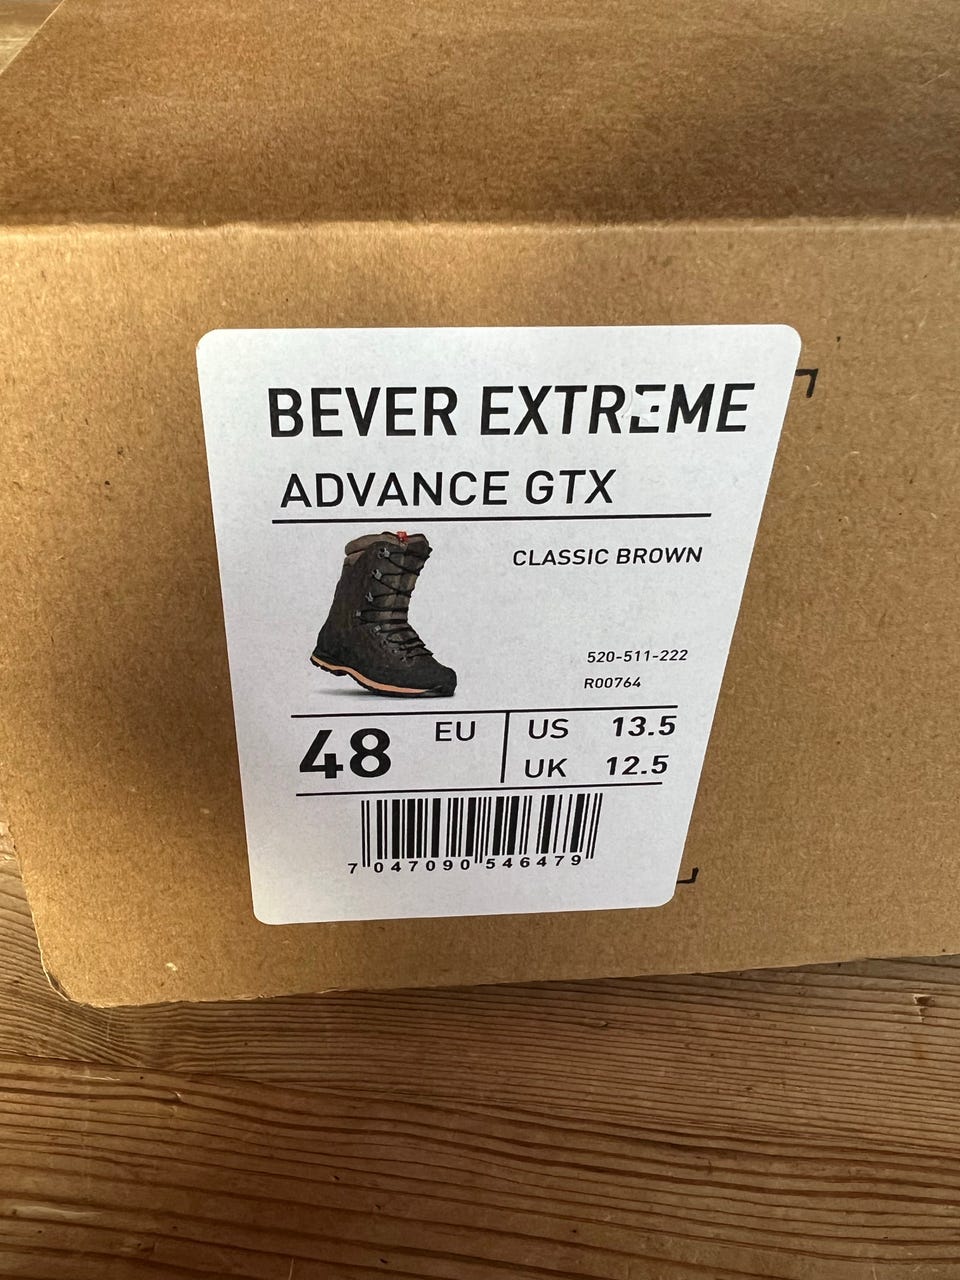 BEVER EXTREME
ADVANCE GTX
CLASSIC BROWN
520-511-222
R00764
48 EU
US 13.5
UK 12.5
7 047090 546479